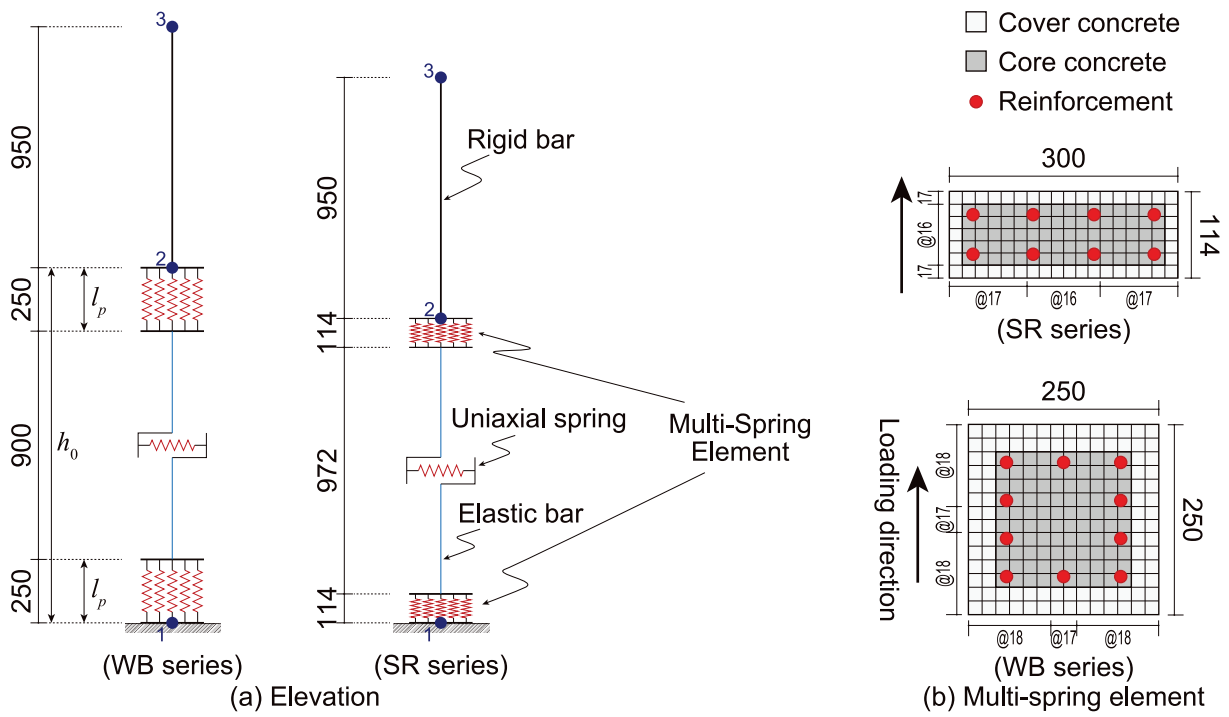 3
950
2
250
l_p
900
h_0
250
l_p
1
(WB series)
3
950
2
114
972
114
1
(SR series)
Rigid bar
Uniaxial spring
Multi-Spring
Element
Elastic bar
(a) Elevation
Cover concrete
Core concrete
Reinforcement
300
17
@16
17
114
@17
@16
@17
(SR series)
250
Loading direction
@18
@17
@18
250
@18
@17
@18
(WB series)
(b) Multi-spring element